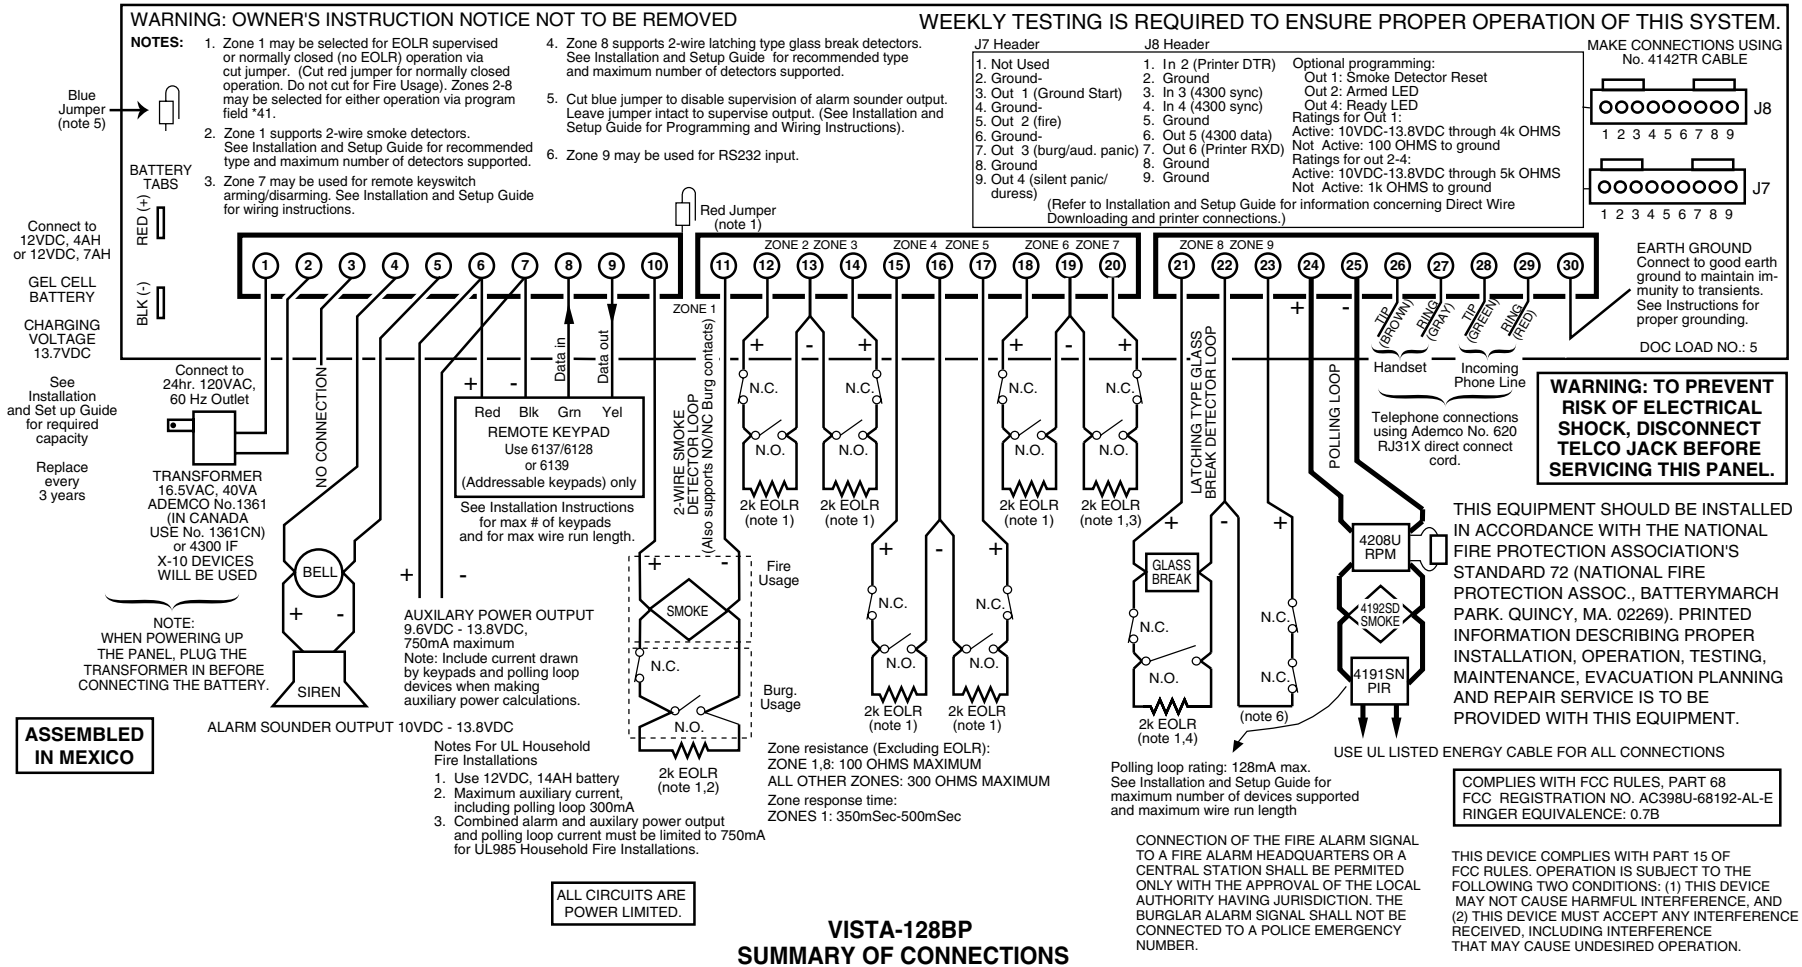 WARNING: OWNER'S INSTRUCTION NOTICE NOT TO BE REMOVED
WEEKLY TESTING IS REQUIRED TO ENSURE PROPER OPERATION OF THIS SYSTEM.
NOTES:
1. Zone 1 may be selected for EOLR supervised
or normally closed (no EOLR) operation via
cut jumper. (Cut red jumper for normally closed
operation. Do not cut for Fire Usage). Zones 2-8
may be selected for either operation via program
field *41.
2. Zone 1 supports 2-wire smoke detectors.
See Installation and Setup Guide for recommended
type and maximum number of detectors supported.
3. Zone 7 may be used for remote keyswitch
arming/disarming. See Installation and Setup Guide
for wiring instructions.
4. Zone 8 supports 2-wire latching type glass break detectors.
See Installation and Setup Guide for recommended type
and maximum number of detectors supported.
5. Cut blue jumper to disable supervision of alarm sounder output.
Leave jumper intact to supervise output. (See Installation and
Setup Guide for Programming and Wiring Instructions).
6. Zone 9 may be used for RS232 input.
J7 Header
1. Not Used
2. Ground-
3. Out 1 (Ground Start)
4. Ground-
5. Out 2 (fire)
6. Ground-
7. Out 3 (burg/aud. panic)
8. Ground
9. Out 4 (silent panic/
duress)
J8 Header
1. In 2 (Printer DTR)
2. Ground
3. In 3 (4300 sync)
4. In 4 (4300 sync)
5. Ground
6. Out 5 (4300 data)
7. Out 6 (Printer RXD)
8. Ground
9. Ground
Optional programming:
Out 1: Smoke Detector Reset
Out 2: Armed LED
Out 4: Ready LED
Ratings for Out 1:
Active: 10VDC-13.8VDC through 4k OHMS
Not Active: 100 OHMS to ground
Ratings for out 2-4:
Active: 10VDC-13.8VDC through 5k OHMS
Not Active: 1k OHMS to ground
(Refer to Installation and Setup Guide for information concerning Direct Wire
Downloading and printer connections.)
MAKE CONNECTIONS USING
No. 4142TR CABLE
J8
1 2 3 4 5 6 7 8 9
J7
1 2 3 4 5 6 7 8 9
Blue
Jumper
(note 5)
BATTERY
TABS
RED (+)
BLK (-)
Connect to
12VDC, 4AH
or 12VDC, 7AH
GEL CELL
BATTERY
CHARGING
VOLTAGE
13.7VDC
See
Installation
and Set up Guide
for required
capacity
Replace
every
3 years
Red Jumper
(note 1)
1 2 3 4 5 6 7 8 9 10
ZONE 2 ZONE 3 ZONE 4 ZONE 5 ZONE 6 ZONE 7
11 12 13 14 15 16 17 18 19 20
ZONE 8 ZONE 9
21 22 23 24 25 26 27 28 29 30
ZONE 1
EARTH GROUND
Connect to good earth
ground to maintain im-
munity to transients.
See Instructions for
proper grounding.
DOC LOAD NO.: 5
Connect to
24hr. 120VAC,
60 Hz Outlet
TRANSFORMER
16.5VAC, 40VA
ADEMCO No.1361
(IN CANADA
USE No. 1361CN)
or 4300 IF
X-10 DEVICES
WILL BE USED
NOTE:
WHEN POWERING UP
THE PANEL, PLUG THE
TRANSFORMER IN BEFORE
CONNECTING THE BATTERY.
NO CONNECTION
BELL
+ -
SIREN
ALARM SOUNDER OUTPUT 10VDC - 13.8VDC
+ -
AUXILARY POWER OUTPUT
9.6VDC - 13.8VDC,
750mA maximum
Note: Include current drawn
by keypads and polling loop
devices when making
auxiliary power calculations.
+ -
Data in
Data out
Red Blk Grn Yel
REMOTE KEYPAD
Use 6137/6128
or 6139
(Addressable keypads) only
See Installation Instructions
for max # of keypads
and for max wire run length.
2-WIRE SMOKE
DETECTOR LOOP
(Also supports NO/NC Burg contacts)
+ -
Fire
Usage
SMOKE
N.C.
Burg.
Usage
N.O.
2k EOLR
(note 1,2)
+ - +
N.C. N.C.
N.O. N.O.
2k EOLR
(note 1)
2k EOLR
(note 1)
+ - +
N.C. N.C.
N.O. N.O.
2k EOLR
(note 1)
2k EOLR
(note 1)
+ - +
N.C. N.C.
N.O. N.O.
2k EOLR
(note 1)
2k EOLR
(note 1,3)
LATCHING TYPE GLASS
BREAK DETECTOR LOOP
+ - +
GLASS
BREAK
N.C.
N.O.
2k EOLR
(note 1,4)
N.C.
N.C.
(note 6)
+ -
POLLING LOOP
4208U
RPM
4192SD
SMOKE
4191SN
PIR
TIP
(BROWN)
RING
(GRAY)
TIP
(GREEN)
RING
(RED)
Handset
Incoming
Phone Line
Telephone connections
using Ademco No. 620
RJ31X direct connect
cord.
WARNING: TO PREVENT
RISK OF ELECTRICAL
SHOCK, DISCONNECT
TELCO JACK BEFORE
SERVICING THIS PANEL.
THIS EQUIPMENT SHOULD BE INSTALLED
IN ACCORDANCE WITH THE NATIONAL
FIRE PROTECTION ASSOCIATION'S
STANDARD 72 (NATIONAL FIRE
PROTECTION ASSOC., BATTERYMARCH
PARK. QUINCY, MA. 02269). PRINTED
INFORMATION DESCRIBING PROPER
INSTALLATION, OPERATION, TESTING,
MAINTENANCE, EVACUATION PLANNING
AND REPAIR SERVICE IS TO BE
PROVIDED WITH THIS EQUIPMENT.
USE UL LISTED ENERGY CABLE FOR ALL CONNECTIONS
ASSEMBLED
IN MEXICO
Notes For UL Household
Fire Installations
1. Use 12VDC, 14AH battery
2. Maximum auxiliary current,
including polling loop 300mA
3. Combined alarm and auxilary power output
and polling loop current must be limited to 750mA
for UL985 Household Fire Installations.
Zone resistance (Excluding EOLR):
ZONE 1,8: 100 OHMS MAXIMUM
ALL OTHER ZONES: 300 OHMS MAXIMUM
Zone response time:
ZONES 1: 350mSec-500mSec
Polling loop rating: 128mA max.
See Installation and Setup Guide for
maximum number of devices supported
and maximum wire run length
COMPLIES WITH FCC RULES, PART 68
FCC REGISTRATION NO. AC398U-68192-AL-E
RINGER EQUIVALENCE: 0.7B
CONNECTION OF THE FIRE ALARM SIGNAL
TO A FIRE ALARM HEADQUARTERS OR A
CENTRAL STATION SHALL BE PERMITTED
ONLY WITH THE APPROVAL OF THE LOCAL
AUTHORITY HAVING JURISDICTION. THE
BURGLAR ALARM SIGNAL SHALL NOT BE
CONNECTED TO A POLICE EMERGENCY
NUMBER.
THIS DEVICE COMPLIES WITH PART 15 OF
FCC RULES. OPERATION IS SUBJECT TO THE
FOLLOWING TWO CONDITIONS: (1) THIS DEVICE
MAY NOT CAUSE HARMFUL INTERFERENCE, AND
(2) THIS DEVICE MUST ACCEPT ANY INTERFERENCE
RECEIVED, INCLUDING INTERFERENCE
THAT MAY CAUSE UNDESIRED OPERATION.
ALL CIRCUITS ARE
POWER LIMITED.
VISTA-128BP
SUMMARY OF CONNECTIONS